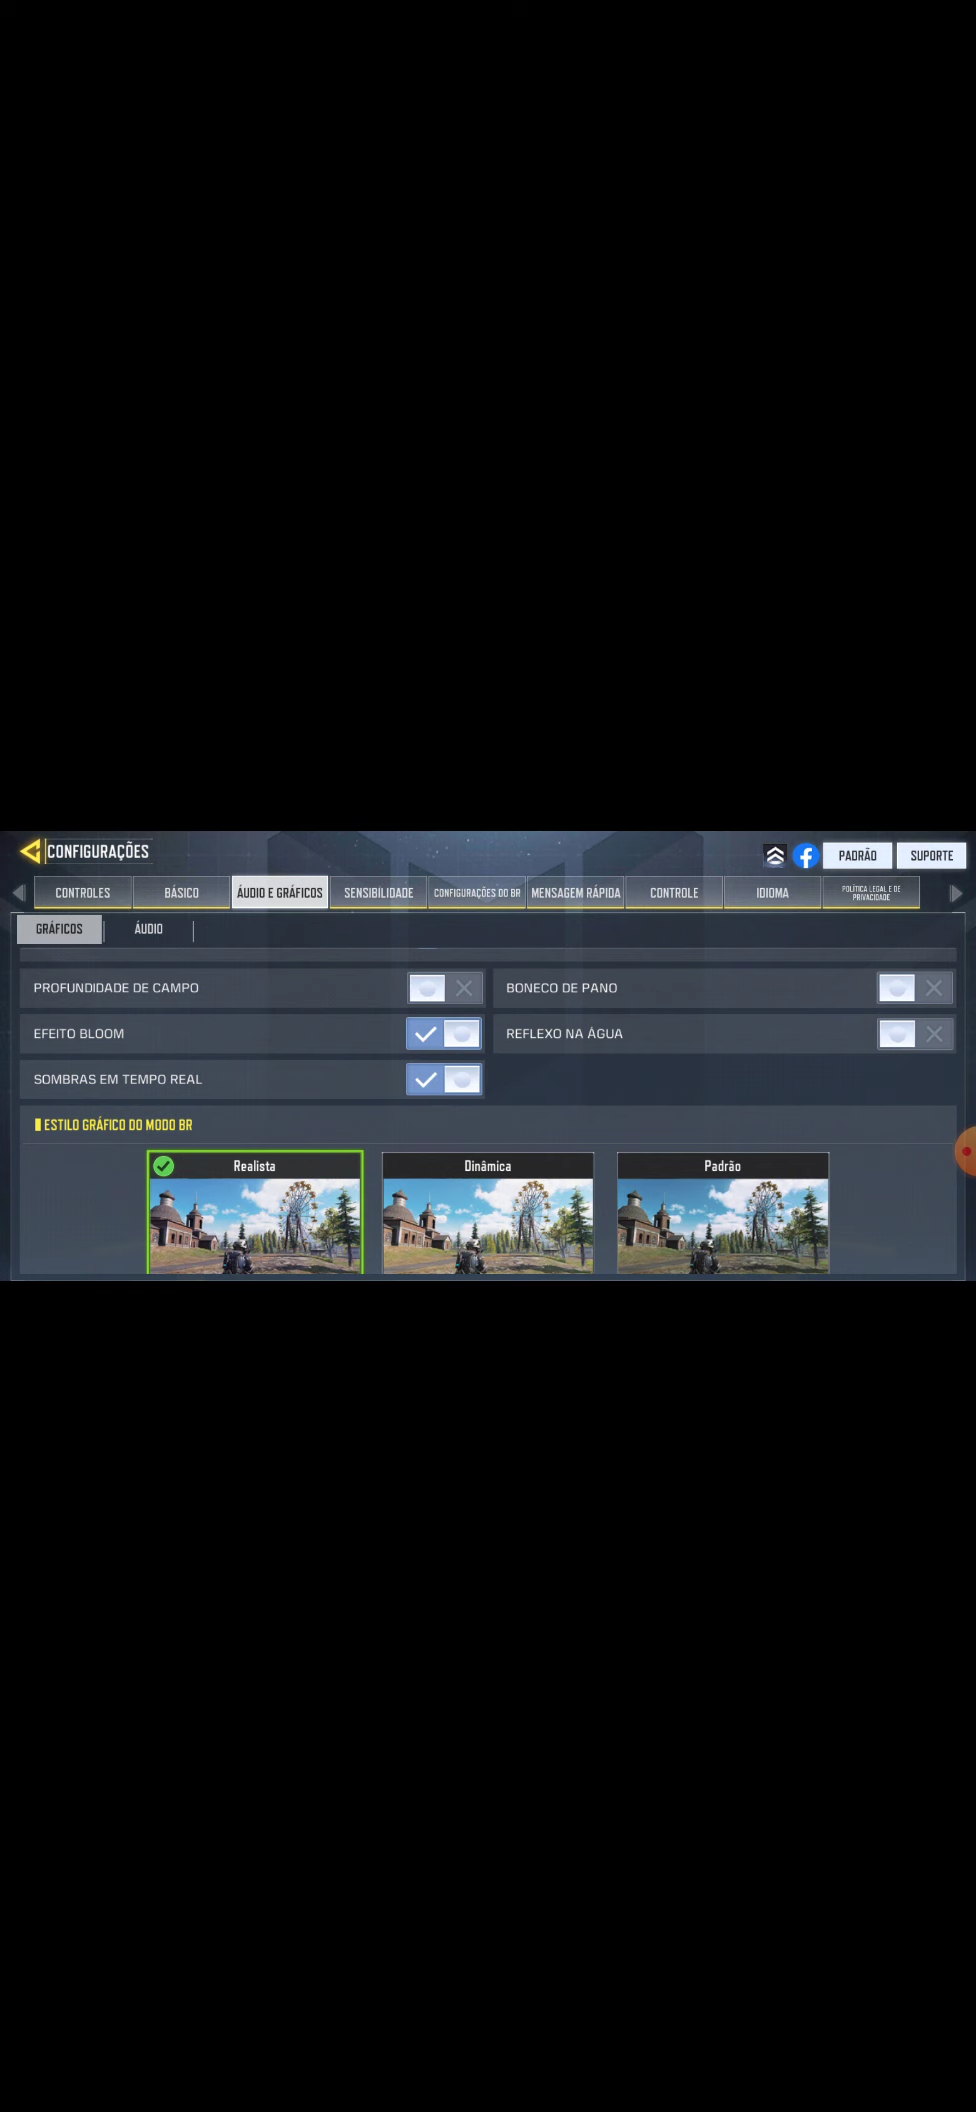 CONFIGURAÇÕES
PADRÃO
SUPORTE
CONTROLES
BÁSICO
ÁUDIO E GRÁFICOS
SENSIBILIDADE
CONFIGURAÇÕES DO BR
MENSAGEM RÁPIDA
CONTROLE
IDIOMA
POLÍTICA LEGAL E DE
PRIVACIDADE
GRÁFICOS
ÁUDIO
PROFUNDIDADE DE CAMPO
BONECO DE PANO
EFEITO BLOOM
REFLEXO NA ÁGUA
SOMBRAS EM TEMPO REAL
ESTILO GRÁFICO DO MODO BR
Realista
Dinâmica
Padrão